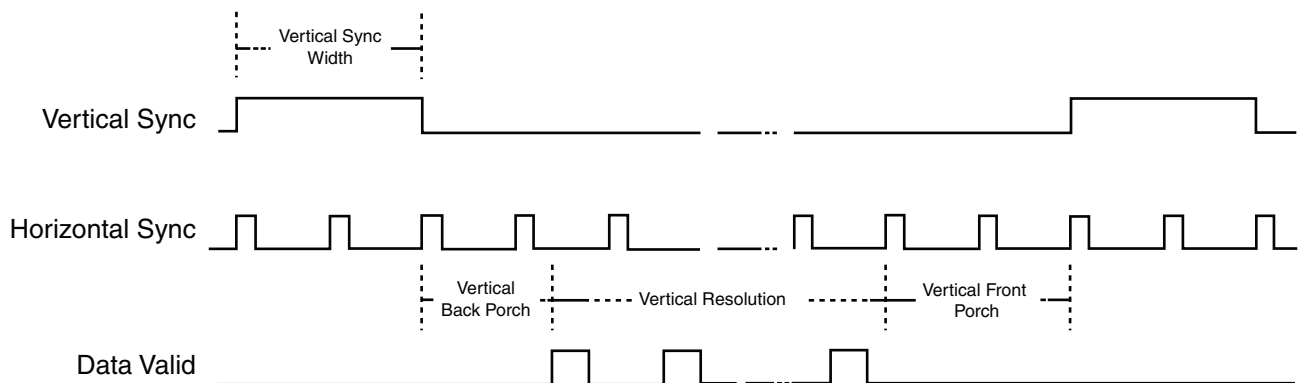 Vertical Sync
Width
Vertical Sync
Horizontal Sync
Vertical
Back Porch
Vertical Resolution
Vertical Front
Porch
Data Valid